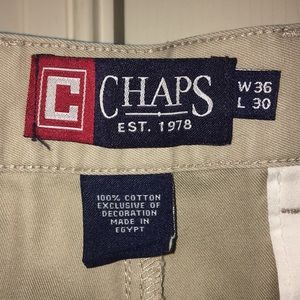 C CHAPS
EST. 1978
W 36
L 30
100% COTTON
EXCLUSIVE OF
DECORATION
MADE IN
EGYPT